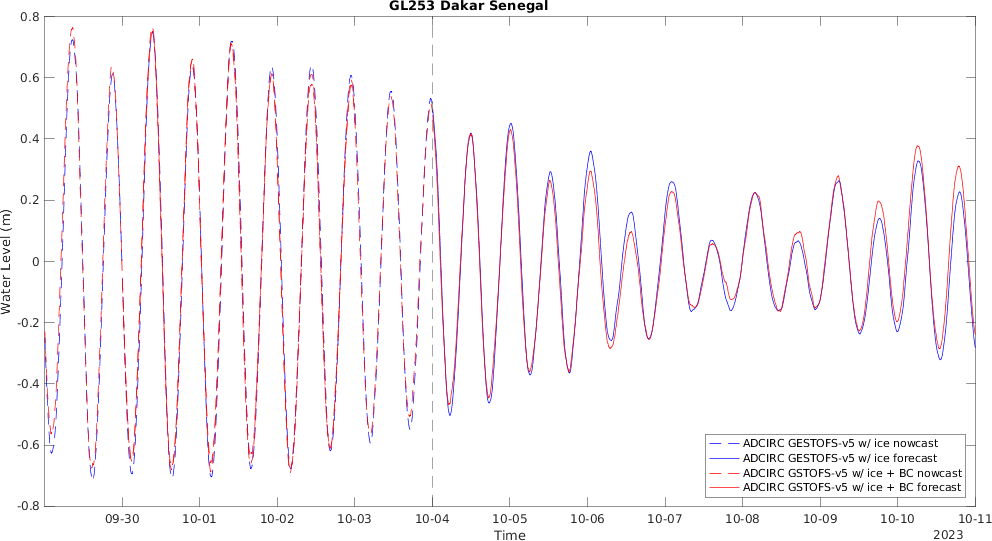 GL253 Dakar Senegal
Water Level (m)
0.8
0.6
0.4
0.2
0
-0.2
-0.4
-0.6
-0.8
ADCIRC GESTOFS-v5 w/ ice nowcast
ADCIRC GESTOFS-v5 w/ ice forecast
ADCIRC GSTOFS-v5 w/ ice + BC nowcast
ADCIRC GSTOFS-v5 w/ ice + BC forecast
09-30 10-01 10-02 10-03 10-04 10-05 10-06 10-07 10-08 10-09 10-10 10-11
Time
2023